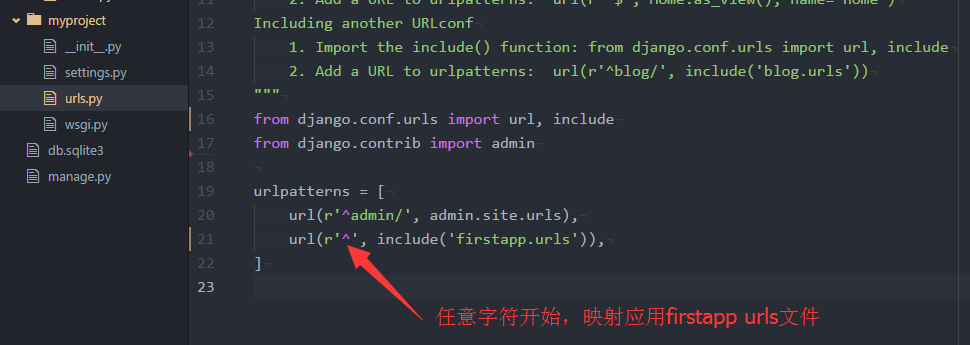 myproject
__init__.py
settings.py
urls.py
wsgi.py
db.sqlite3
manage.py
12 Including another URLconf
13     1. Import the include() function: from django.conf.urls import url, include
14     2. Add a URL to urlpatterns:  url(r'^blog/', include('blog.urls'))
15 """
16 from django.conf.urls import url, include¬
17 from django.contrib import admin¬
18 ¬
19 urlpatterns = [¬
20 ····url(r'^admin/', admin.site.urls),¬
21 ····url(r'^', include('firstapp.urls')),¬
22 ]¬
23
任意字符开始，映射应用firstapp urls文件